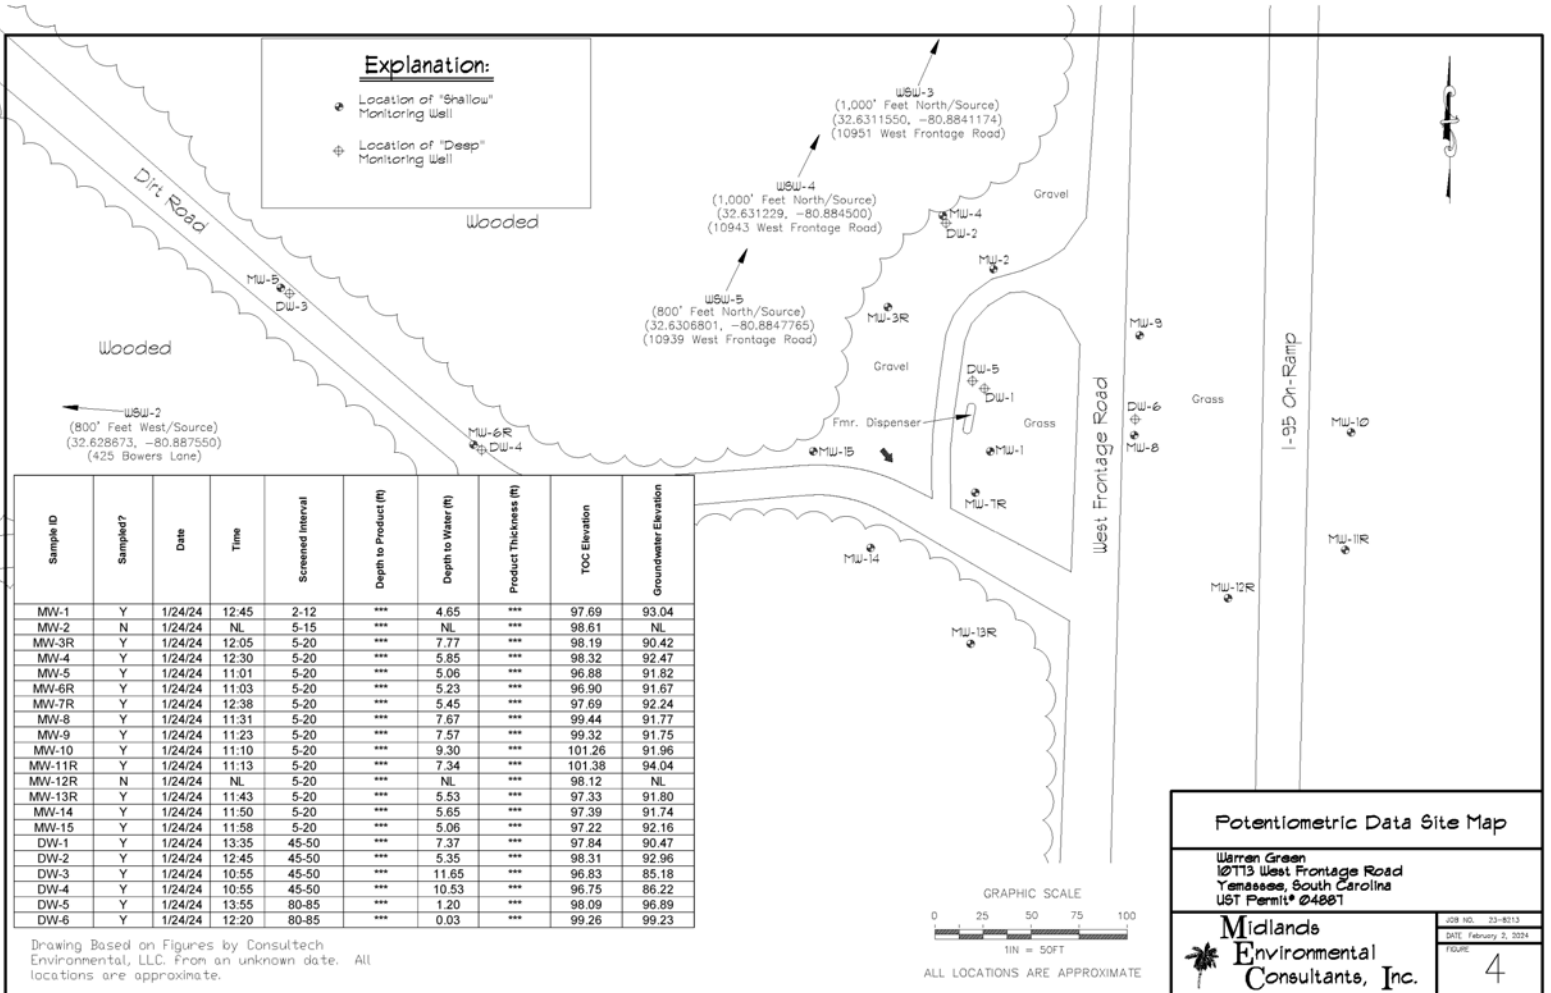 Explanation:
Location of "Shallow"
Monitoring Well
Location of "Deep"
Monitoring Well
WSW-3
(1,000' Feet North/Source)
(32.6311550, -80.8841174)
(10951 West Frontage Road)
WSW-4
(1,000' Feet North/Source)
(32.631229, -80.884500)
(10943 West Frontage Road)
WSW-5
(800' Feet North/Source)
(32.6306801, -80.8847765)
(10939 West Frontage Road)
WSW-2
(800' Feet West/Source)
(32.628673, -80.887550)
(425 Bowers Lane)
Dirt Road
Wooded
Wooded
Gravel
MW-4
DW-2
MW-2
MW-5
DW-3
MW-3R
MW-9
Gravel
DW-5
DW-1
Grass
Fmr. Dispenser
Grass
DW-6
MW-8
MW-10
West Frontage Road
I-95 On-Ramp
MW-6R
DW-4
MW-15
MW-1
MW-7R
MW-14
MW-11R
MW-12R
MW-13R
Sample ID Sampled? Date Time Screened Interval Depth to Product (ft) Depth to Water (ft) Product Thickness (ft) TOC Elevation Groundwater Elevation
MW-1 Y 1/24/24 12:45 2-12 *** 4.65 *** 97.69 93.04
MW-2 N 1/24/24 NL 5-15 *** NL *** 98.61 NL
MW-3R Y 1/24/24 12:05 5-20 *** 7.77 *** 98.19 90.42
MW-4 Y 1/24/24 12:30 5-20 *** 5.85 *** 98.32 92.47
MW-5 Y 1/24/24 11:01 5-20 *** 5.06 *** 96.88 91.82
MW-6R Y 1/24/24 11:03 5-20 *** 5.23 *** 96.90 91.67
MW-7R Y 1/24/24 12:38 5-20 *** 5.45 *** 97.69 92.24
MW-8 Y 1/24/24 11:31 5-20 *** 7.67 *** 99.44 91.77
MW-9 Y 1/24/24 11:23 5-20 *** 7.57 *** 99.32 91.75
MW-10 Y 1/24/24 11:10 5-20 *** 9.30 *** 101.26 91.96
MW-11R Y 1/24/24 11:13 5-20 *** 7.34 *** 101.38 94.04
MW-12R N 1/24/24 NL 5-20 *** NL *** 98.12 NL
MW-13R Y 1/24/24 11:43 5-20 *** 5.53 *** 97.33 91.80
MW-14 Y 1/24/24 11:50 5-20 *** 5.65 *** 97.39 91.74
MW-15 Y 1/24/24 11:58 5-20 *** 5.06 *** 97.22 92.16
DW-1 Y 1/24/24 13:35 45-50 *** 7.37 *** 97.84 90.47
DW-2 Y 1/24/24 12:45 45-50 *** 5.35 *** 98.31 92.96
DW-3 Y 1/24/24 10:55 45-50 *** 11.65 *** 96.83 85.18
DW-4 Y 1/24/24 10:55 45-50 *** 10.53 *** 96.75 86.22
DW-5 Y 1/24/24 13:55 80-85 *** 1.20 *** 98.09 96.89
DW-6 Y 1/24/24 12:20 80-85 *** 0.03 *** 99.26 99.23
Drawing Based on Figures by Consultech
Environmental, LLC. From an unknown date. All
locations are approximate.
GRAPHIC SCALE
0 25 50 75 100
1IN = 50FT
ALL LOCATIONS ARE APPROXIMATE
Potentiometric Data Site Map
Warren Green
10773 West Frontage Road
Yemassee, South Carolina
UST Permit# 04887
Midlands
Environmental
Consultants, Inc.
JOB NO. 23-8213
DATE February 2, 2024
FIGURE
4